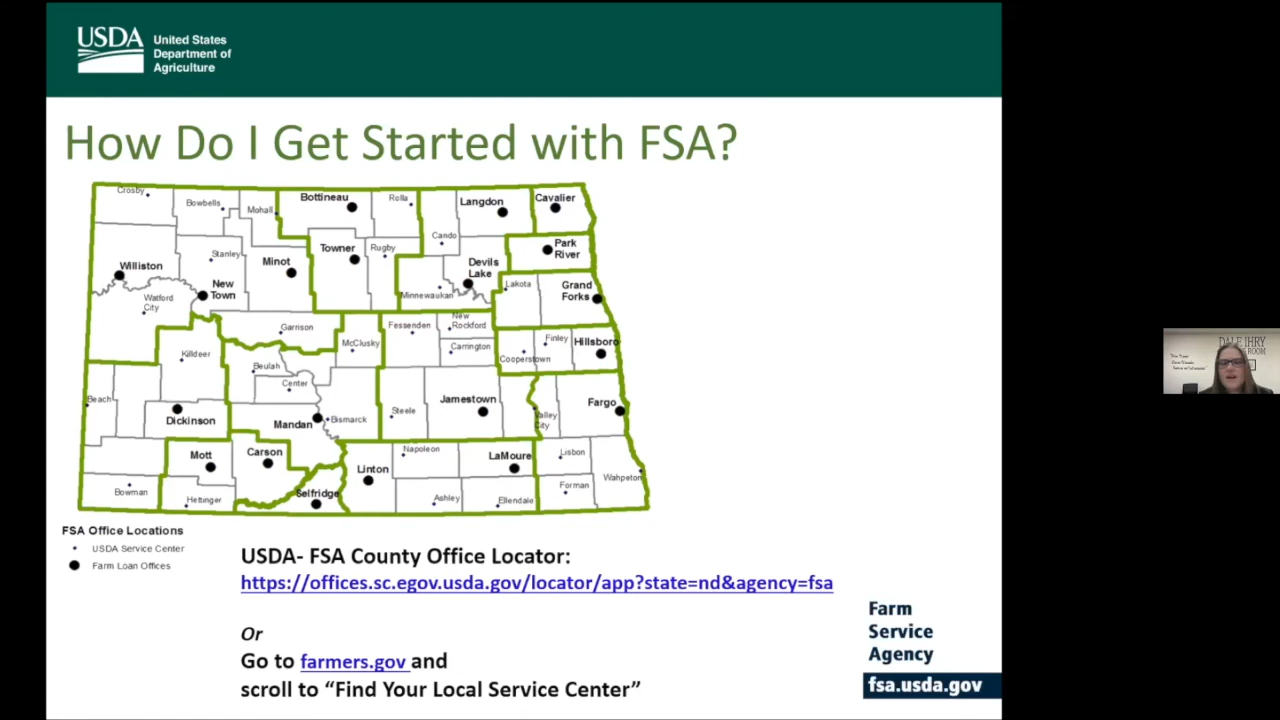 USDA
United States
Department of
Agriculture
How Do I Get Started with FSA?
Crosby
Bowbells
Mohall
Bottineau
Rolla
Langdon
Cavalier
Cando
Park
River
Stanley
Towner
Rugby
Williston
Minot
Devils
Lake
New
Town
Watford
City
Minnewaukan
Lakota
Grand
Forks
Garrison
Fessenden
New
Rockford
McClusky
Carrington
Finley
Hillsboro
Cooperstown
Killdeer
Beulah
Center
Beach
Dickinson
Mandan
Bismarck
Steele
Jamestown
Valley
City
Fargo
Mott
Carson
Linton
Napoleon
LaMoure
Lisbon
Bowman
Hettinger
Selfridge
Ashley
Ellendale
Forman
Wahpeton
FSA Office Locations
USDA Service Center
Farm Loan Offices
USDA- FSA County Office Locator:
https://offices.sc.egov.usda.gov/locator/app?state=nd&agency=fsa
Or
Go to farmers.gov and
scroll to “Find Your Local Service Center”
Farm
Service
Agency
fsa.usda.gov
DALE IHRY